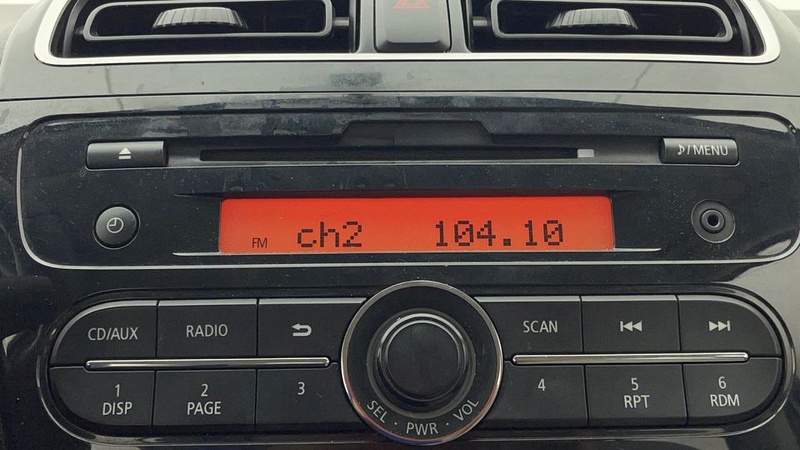 ♪/MENU
FM ch2 104.10
CD/AUX RADIO SCAN
1 2 3 4 5 6
DISP PAGE RPT RDM
SEL · PWR · VOL